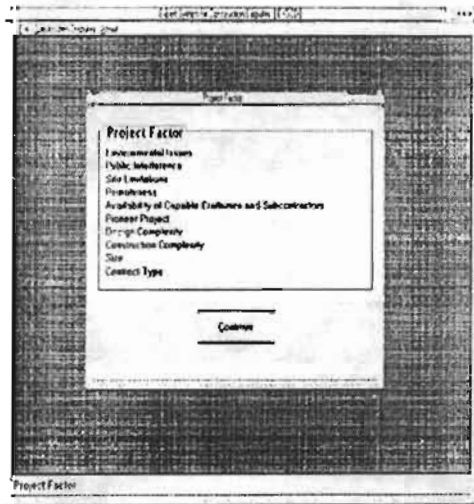 Project Factor
Project Factor
Environmental Issues
Public Interference
Site Limitations
Remoteness
Availability of Capable Craftsmen and Subcontractors
Pioneer Project
Design Complexity
Construction Complexity
Size
Contract Type
Continue
Project Factor